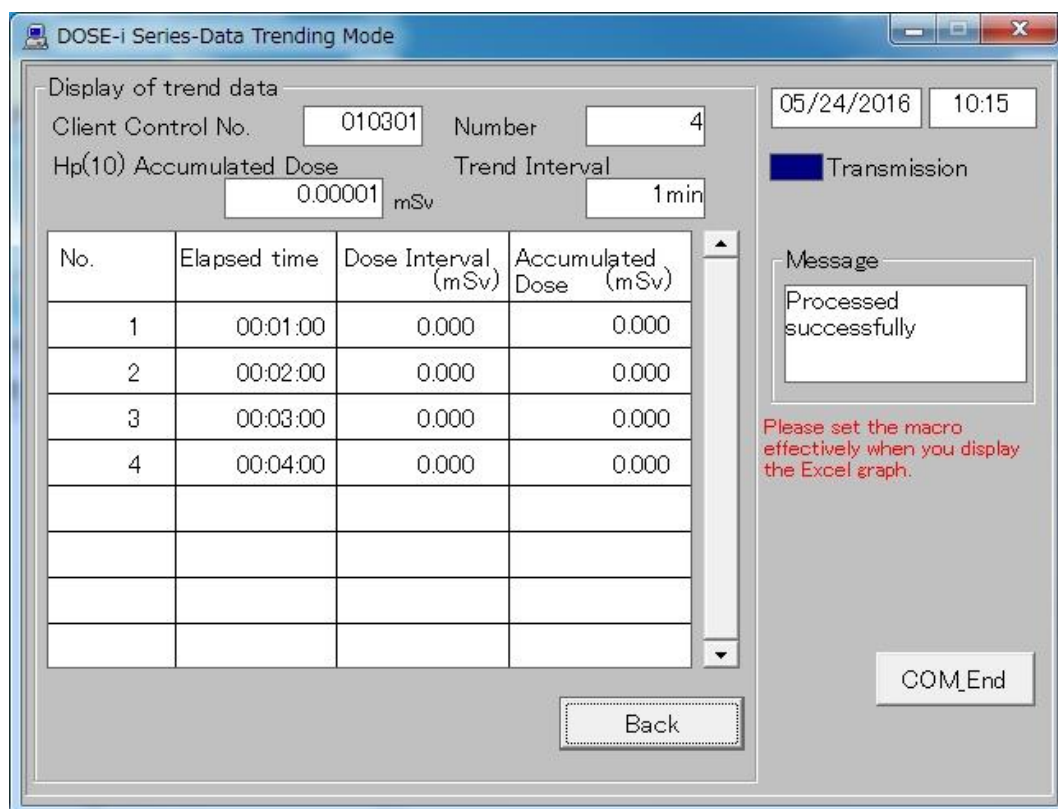 DOSE-i Series-Data Trending Mode
Display of trend data
Client Control No. 010301 Number 4
Hp(10) Accumulated Dose Trend Interval
0.00001 mSv 1min
05/24/2016 10:15
Transmission
No. Elapsed time Dose Interval (mSv) Accumulated Dose (mSv)
1 00:01:00 0.000 0.000
2 00:02:00 0.000 0.000
3 00:03:00 0.000 0.000
4 00:04:00 0.000 0.000
Message
Processed
successfully
Please set the macro
effectively when you display
the Excel graph.
COM_End
Back